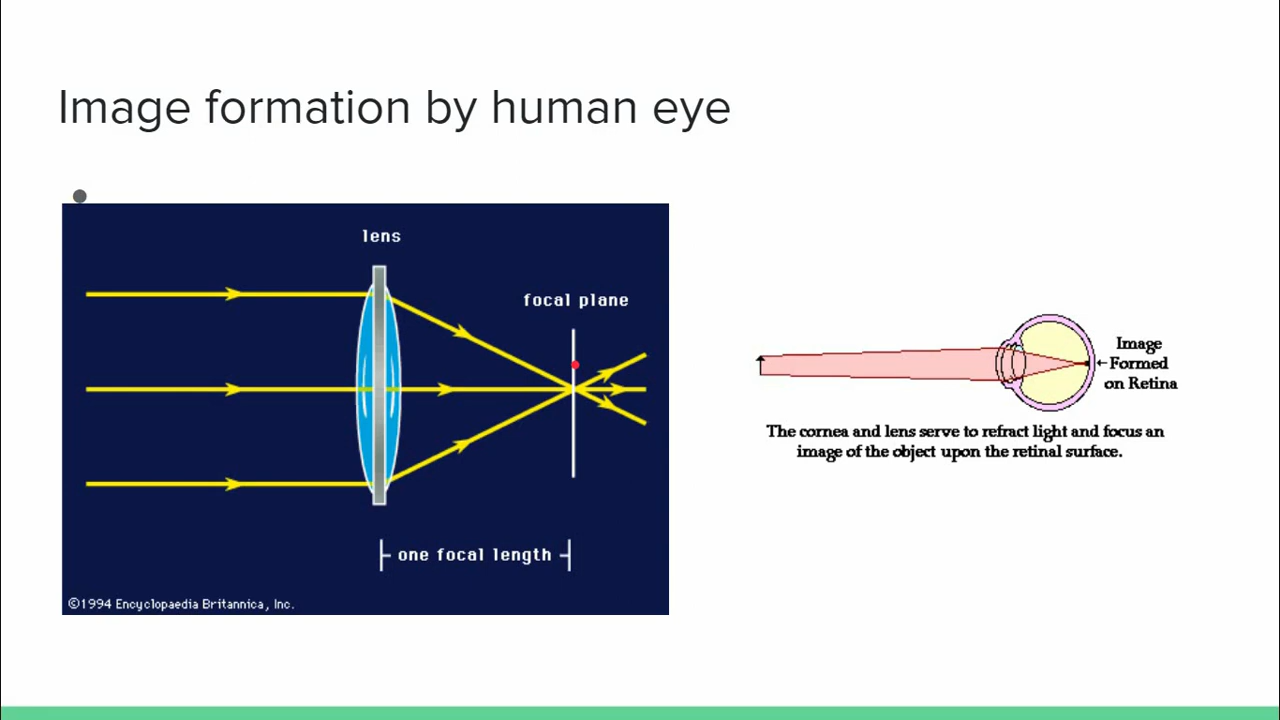 Image formation by human eye
lens
focal plane
one focal length
©1994 Encyclopaedia Britannica, Inc.
Image
Formed
on Retina
The cornea and lens serve to refract light and focus an
image of the object upon the retinal surface.